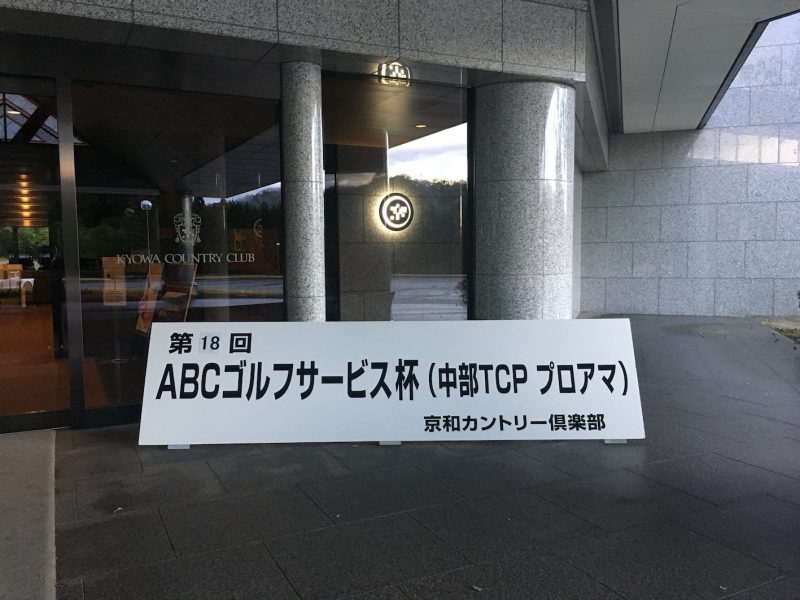 KYOWA COUNTRY CLUB
第18回
ABCゴルフサービス杯（中部TCP プロアマ）
京和カントリー倶楽部